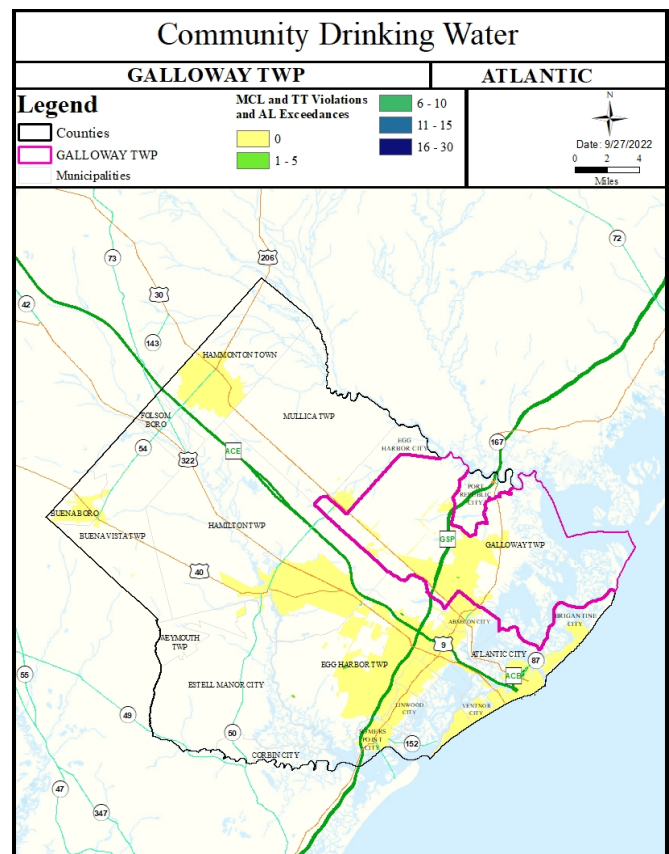 Community Drinking Water
GALLOWAY TWP
ATLANTIC
Legend
Counties
GALLOWAY TWP
Municipalities
MCL and TT Violations
and AL Exceedances
0
1 - 5
6 - 10
11 - 15
16 - 30
N
Date: 9/27/2022
0 2 4
Miles
72
206
73
30
42
143
HAMMONTON TOWN
FOLSOM
BORO
MULLICA TWP
EGG
HARBOR CITY
167
54
ACE
322
PORT
REPUBLIC
CITY
BUENA BORO
HAMILTON TWP
BUENA VISTA TWP
GSP
GALLOWAY TWP
40
BRIGANTINE
CITY
ABSECON CITY
WEYMOUTH
TWP
9
ATLANTIC CITY
87
EGG HARBOR TWP
55
ESTELL MANOR CITY
ACB
LINWOOD
CITY
VENTNOR
CITY
49
50
SOMERS
POINT
CITY
152
CORBIN CITY
47
347